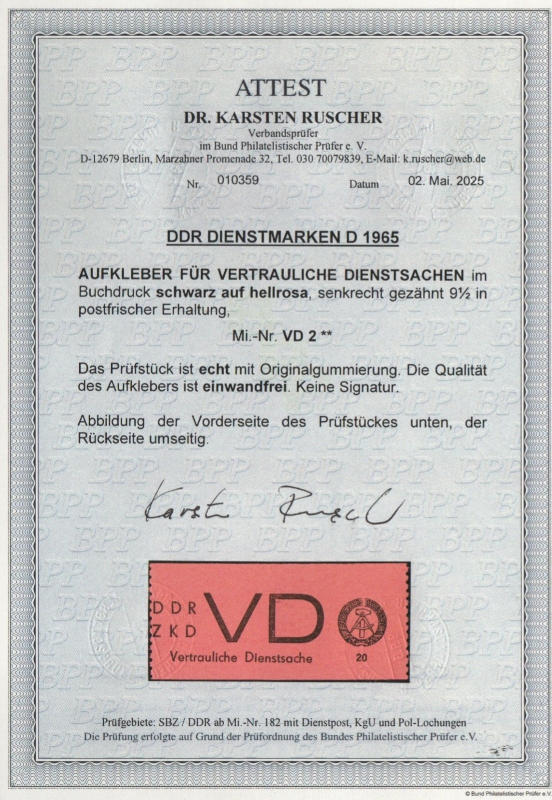 ATTEST
DR. KARSTEN RUSCHER
Verbandsprüfer
im Bund Philatelistischer Prüfer e. V.
D-12679 Berlin, Marzahner Promenade 32, Tel. 030 70079839, E-Mail: k.ruscher@web.de
Nr. 010359 Datum 02. Mai. 2025
DDR DIENSTMARKEN D 1965
AUFKLEBER FÜR VERTRAULICHE DIENSTSACHEN im
Buchdruck schwarz auf hellrosa, senkrecht gezähnt 9½ in
postfrischer Erhaltung,
Mi.-Nr. VD 2 **
Das Prüfstück ist echt mit Originalgummierung. Die Qualität
des Aufklebers ist einwandfrei. Keine Signatur.
Abbildung der Vorderseite des Prüfstückes unten, der
Rückseite umseitig.
Karsten Ruscher
DDR
ZKD
VD
Vertrauliche Dienstsache
20
Prüfgebiete: SBZ / DDR ab Mi.-Nr. 182 mit Dienstpost, KgU und Pol-Lochungen
Die Prüfung erfolgte auf Grund der Prüfordnung des Bundes Philatelistischer Prüfer e.V.
© Bund Philatelistischer Prüfer e.V.